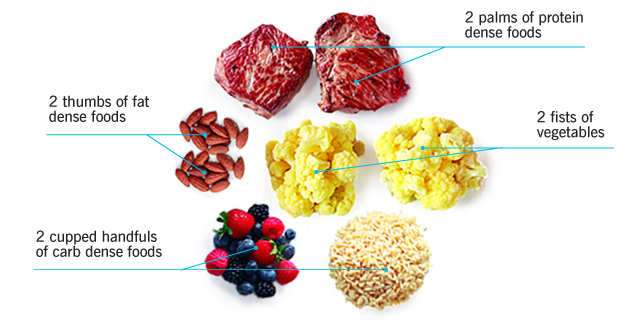 2 palms of protein
dense foods
2 thumbs of fat
dense foods
2 fists of
vegetables
2 cupped handfuls
of carb dense foods